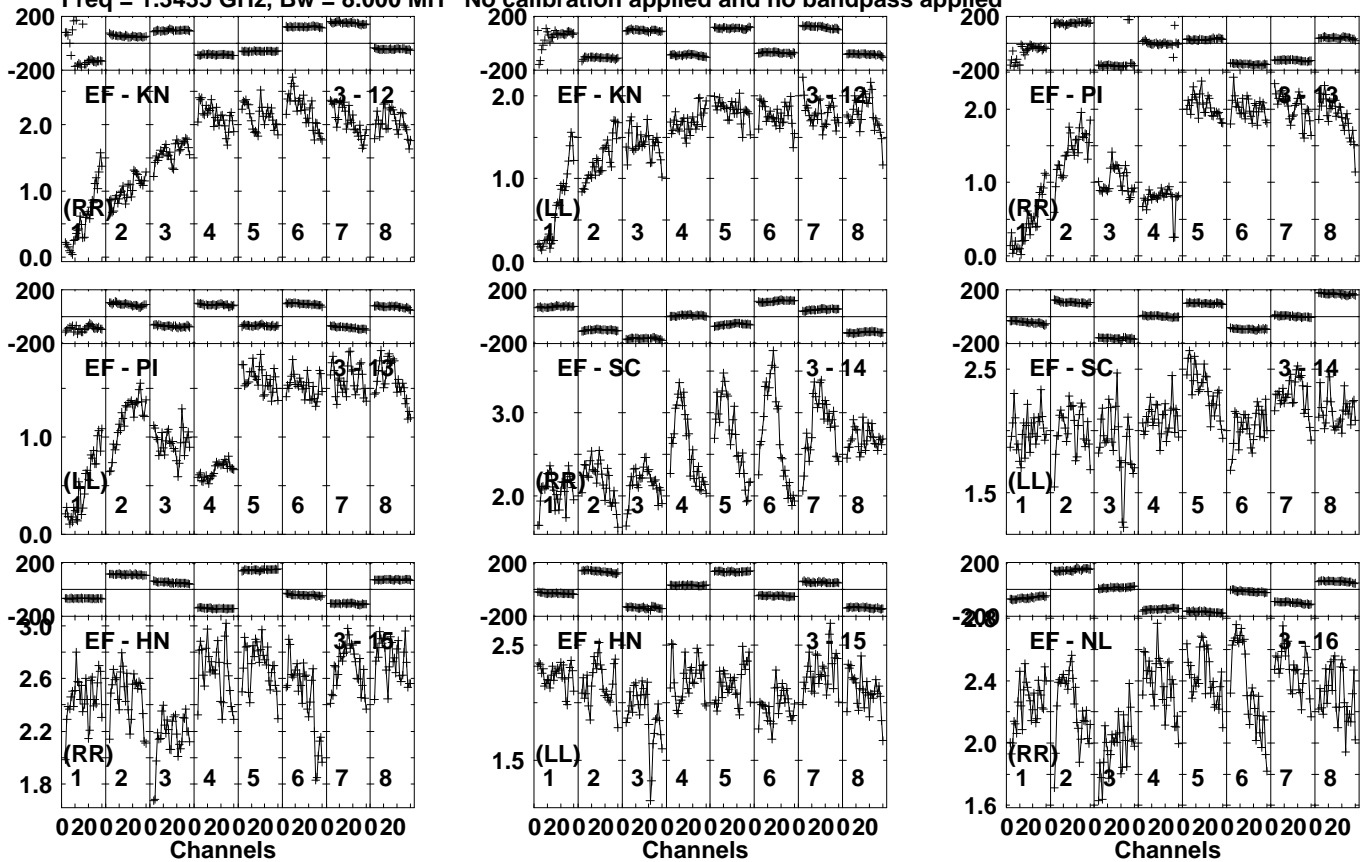 Freq = 1.3435 GHz, Bw = 8.000 MH No calibration applied and no bandpass applied
200 200 200
-200 -200 -200
EF - KN 3 - 12 EF - KN 3 - 12 EF - PI 3 - 13
2.0 2.0 2.0
1.0 1.0 1.0
(RR) (LL) (RR)
1 2 3 4 5 6 7 8 1 2 3 4 5 6 7 8 1 2 3 4 5 6 7 8
0.0 0.0 0.0
200 200 200
-200 -200 -200
EF - PI 3 - 13 EF - SC 3 - 14 EF - SC 3 - 14
2.5
3.0
1.0
(LL) (RR) (LL)
2.0 1.5
1 2 3 4 5 6 7 8 1 2 3 4 5 6 7 8 1 2 3 4 5 6 7 8
0.0
200 200 200
-200 -200 -200
3.0 2.8
EF - HN 3 - 15 EF - HN 3 - 15 EF - NL 3 - 16
2.5
2.6 2.4
2.2 2.0
(RR) (LL) (RR)
1.5
1 2 3 4 5 6 7 8 1 2 3 4 5 6 7 8 1 2 3 4 5 6 7 8
1.8 1.6
0 20 0 20 0 20 0 20 0 20 0 20 0 20 0 20 0 20 0 20 0 20 0 20 0 20 0 20 0 20 0 20 0 20 0 20 0 20 0 20 0 20 0 20 0 20 0 20
Channels Channels Channels